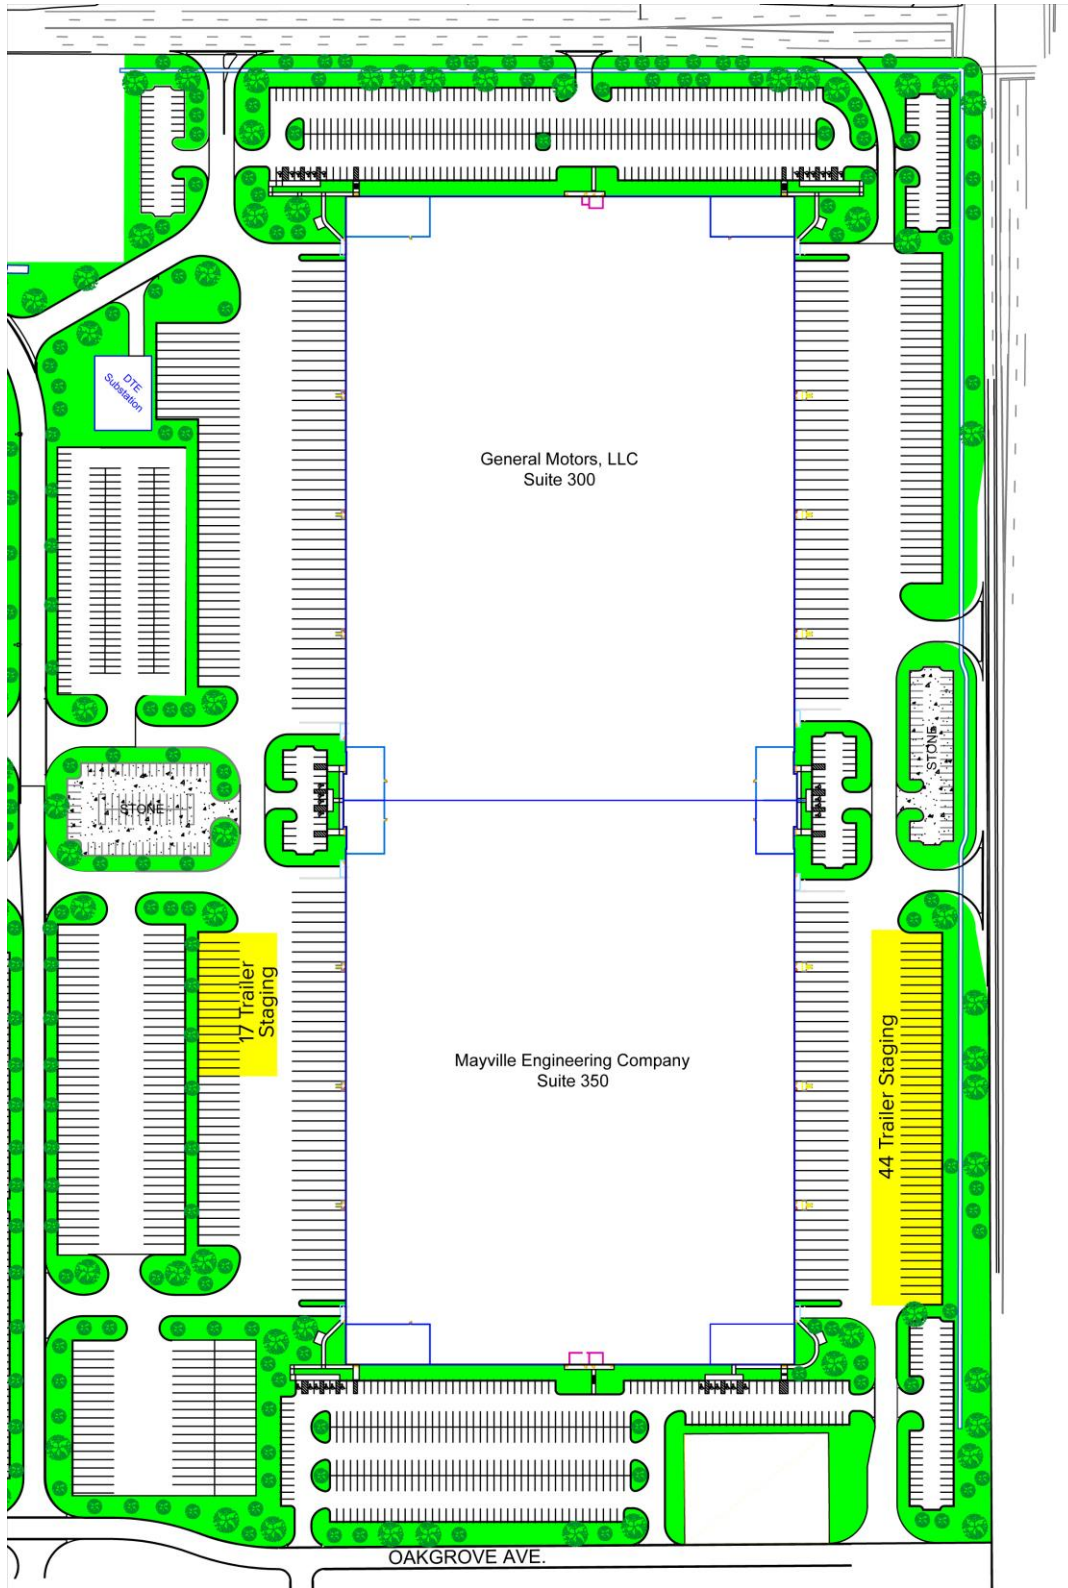 DTE
Substation
General Motors, LLC
Suite 300
STONE
STONE
17 Trailer
Staging
44 Trailer Staging
Mayville Engineering Company
Suite 350
OAKGROVE AVE.